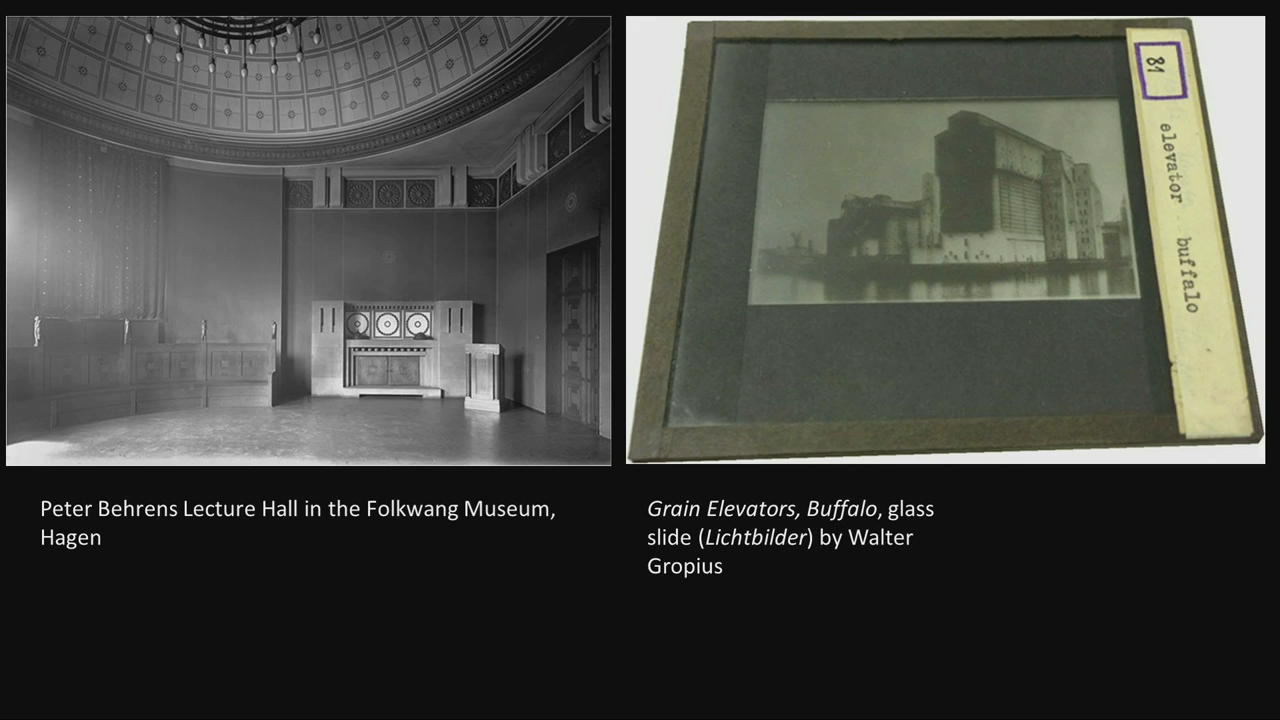 81
elevator buffalo
Peter Behrens Lecture Hall in the Folkwang Museum,
Hagen
Grain Elevators, Buffalo, glass
slide (Lichtbilder) by Walter
Gropius